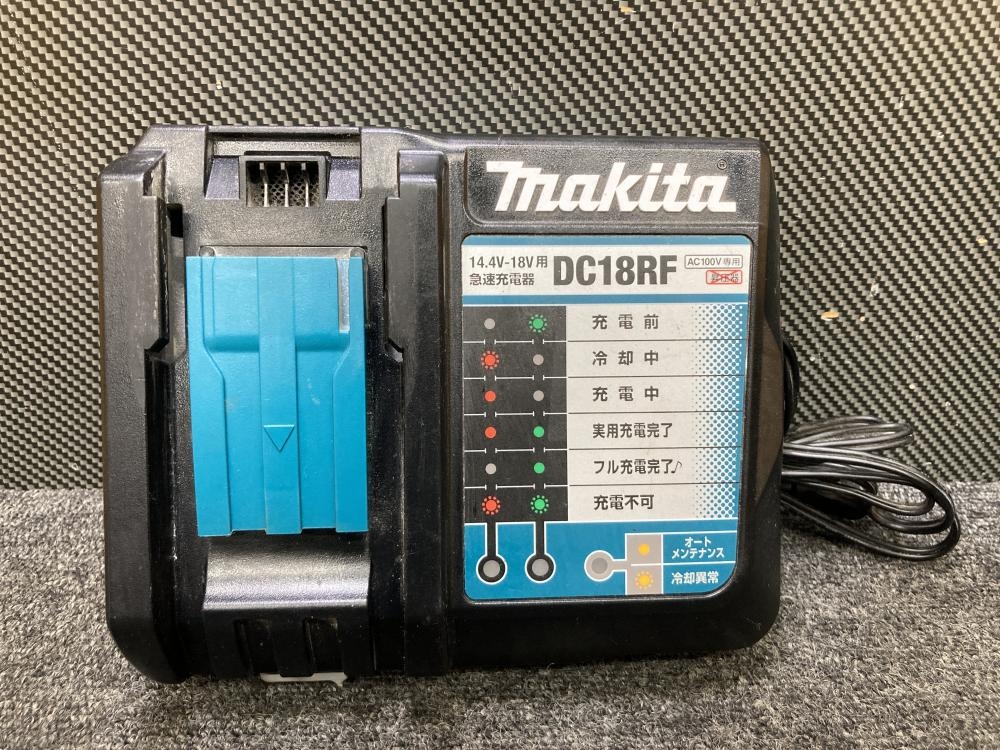 makita®
14.4V-18V用
急速充電器
DC18RF
AC100V専用
充電前
冷却中
充電中
実用充電完了
フル充電完了♪
充電不可
オート
メンテナンス
冷却異常